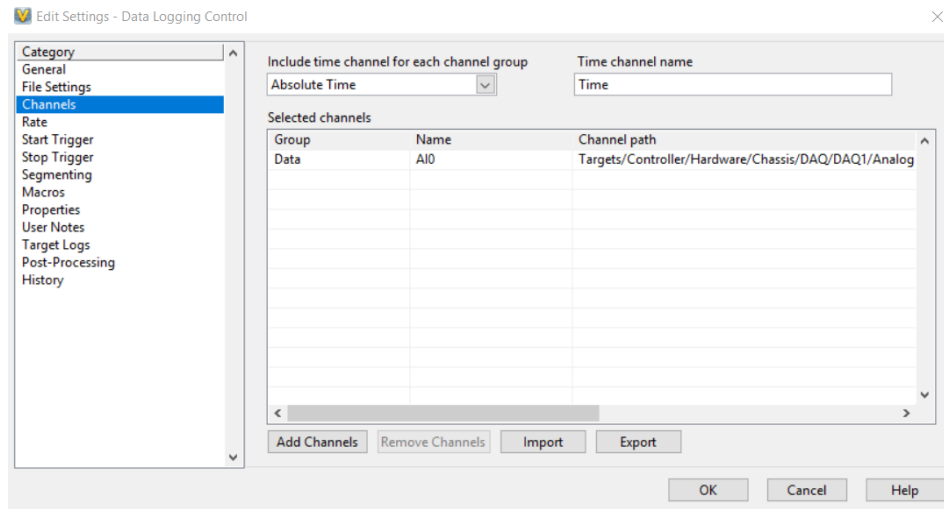 Edit Settings - Data Logging Control
Category
General
File Settings
Channels
Rate
Start Trigger
Stop Trigger
Segmenting
Macros
Properties
User Notes
Target Logs
Post-Processing
History
Include time channel for each channel group
Time channel name
Absolute Time
Time
Selected channels
Group Name Channel path
Data AI0 Targets/Controller/Hardware/Chassis/DAQ/DAQ1/Analog
Add Channels Remove Channels Import Export
OK Cancel Help